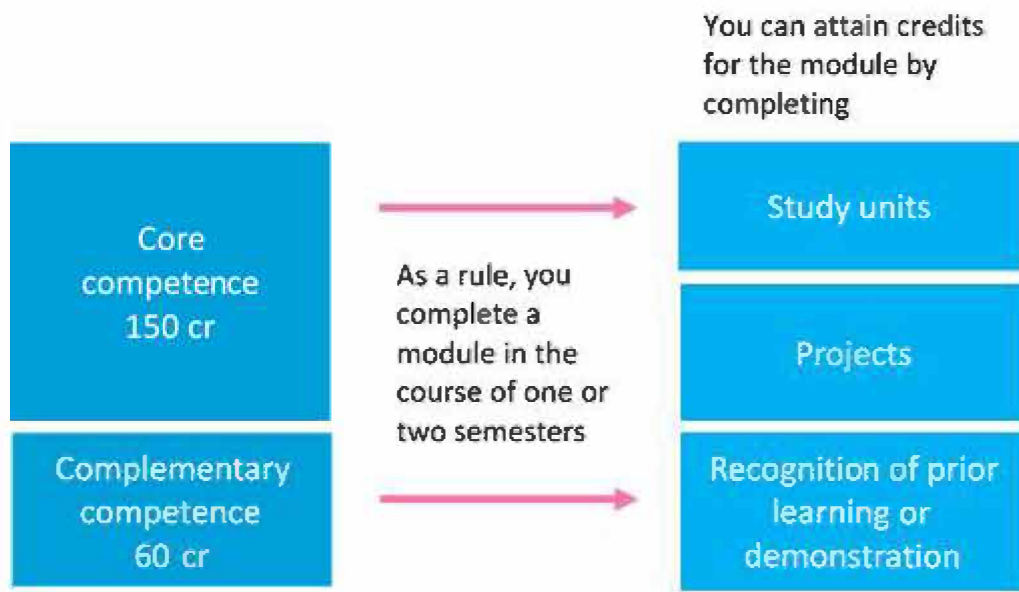 You can attain credits
for the module by
completing
Core
competence
150 cr
Complementary
competence
60 cr
As a rule, you
complete a
module in the
course of one or
two semesters
Study units
Projects
Recognition of prior
learning or
demonstration